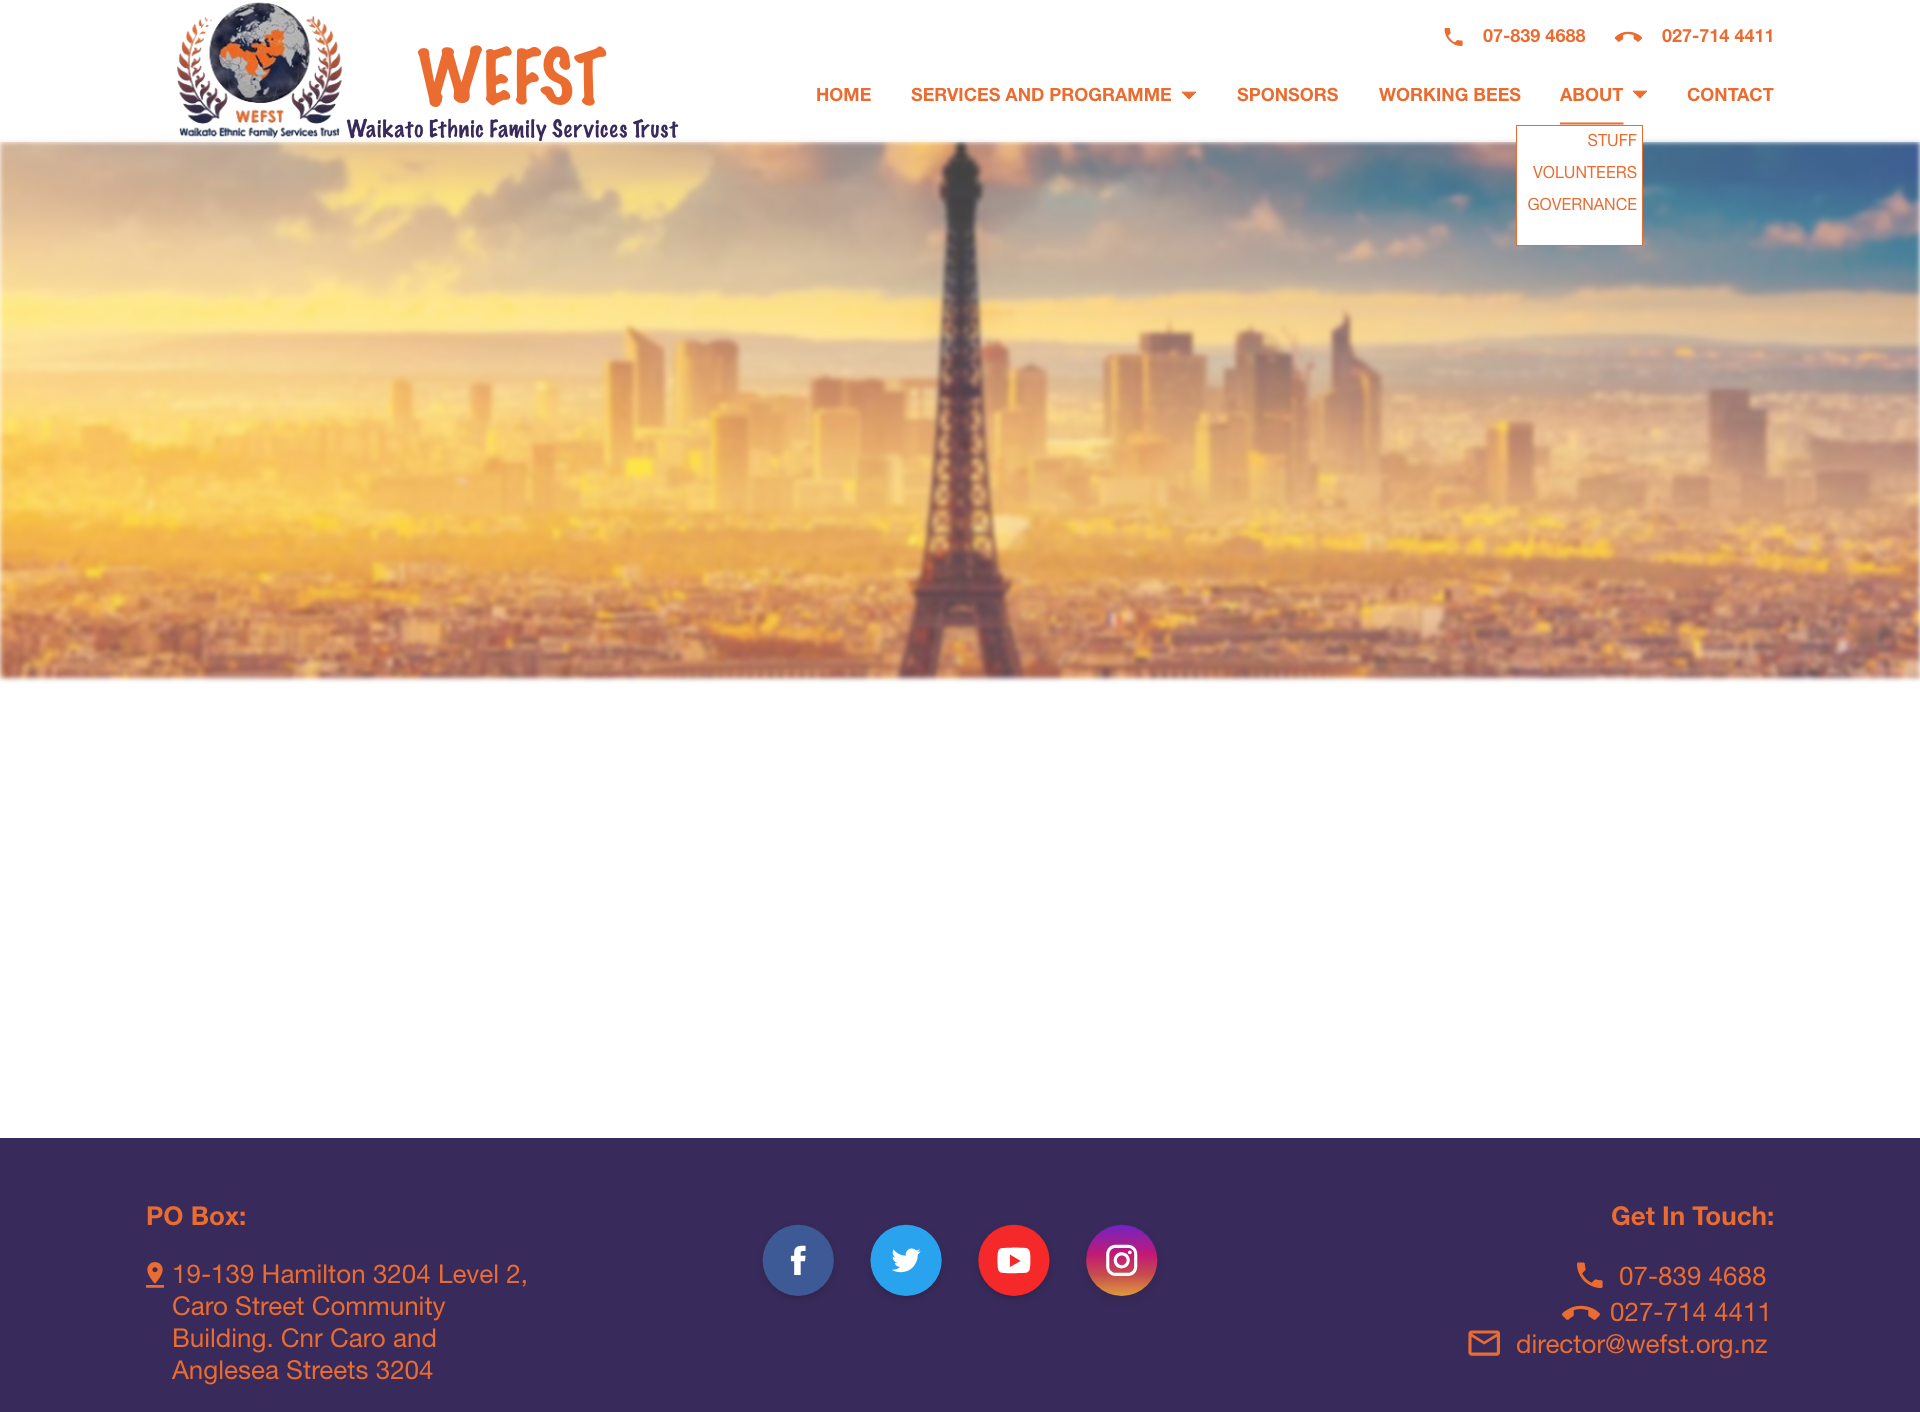 WEFST
Waikato Ethnic Family Services Trust
WEFST
Waikato Ethnic Family Services Trust
07-839 4688 027-714 4411
HOME SERVICES AND PROGRAMME SPONSORS WORKING BEES ABOUT CONTACT
STUFF
VOLUNTEERS
GOVERNANCE
PO Box:
19-139 Hamilton 3204 Level 2,
Caro Street Community
Building. Cnr Caro and
Anglesea Streets 3204
Get In Touch:
07-839 4688
027-714 4411
director@wefst.org.nz